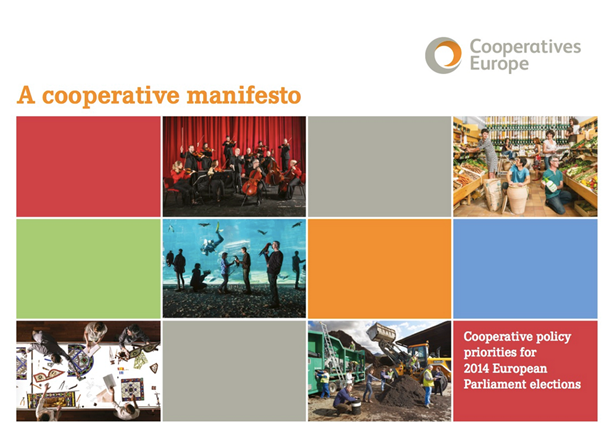 Cooperatives
Europe
A cooperative manifesto
Cooperative policy
priorities for
2014 European
Parliament elections